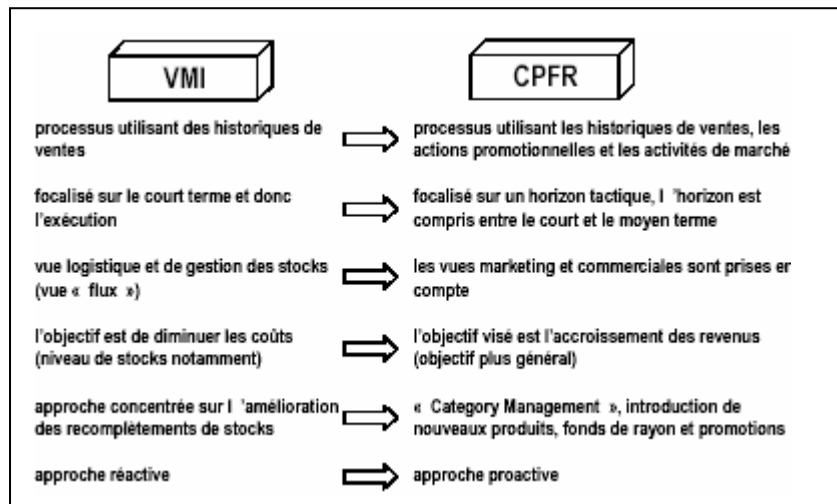 VMI
CPFR
processus utilisant des historiques de
ventes
processus utilisant les historiques de ventes, les
actions promotionnelles et les activités de marché
focalisé sur le court terme et donc
l'exécution
focalisé sur un horizon tactique, l 'horizon est
compris entre le court et le moyen terme
vue logistique et de gestion des stocks
(vue « flux »)
les vues marketing et commerciales sont prises en
compte
l'objectif est de diminuer les coûts
(niveau de stocks notamment)
l'objectif visé est l'accroissement des revenus
(objectif plus général)
approche concentrée sur l 'amélioration
des recomplètements de stocks
« Category Management », introduction de
nouveaux produits, fonds de rayon et promotions
approche réactive
approche proactive